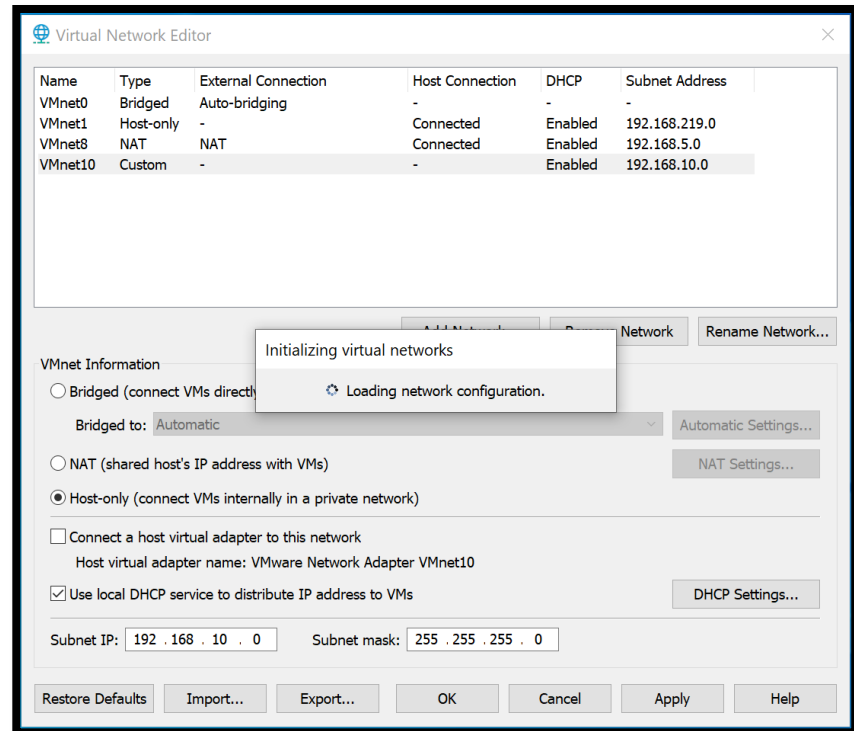 Virtual Network Editor
Name Type External Connection Host Connection DHCP Subnet Address
VMnet0 Bridged Auto-bridging - - -
VMnet1 Host-only - Connected Enabled 192.168.219.0
VMnet8 NAT NAT Connected Enabled 192.168.5.0
VMnet10 Custom - - Enabled 192.168.10.0
Network Rename Network...
Initializing virtual networks
Loading network configuration.
VMnet Information
Bridged (connect VMs directly
Bridged to: Automatic Automatic Settings...
NAT (shared host's IP address with VMs) NAT Settings...
Host-only (connect VMs internally in a private network)
Connect a host virtual adapter to this network
Host virtual adapter name: VMware Network Adapter VMnet10
Use local DHCP service to distribute IP address to VMs DHCP Settings...
Subnet IP: 192 . 168 . 10 . 0 Subnet mask: 255 . 255 . 255 . 0
Restore Defaults Import... Export... OK Cancel Apply Help